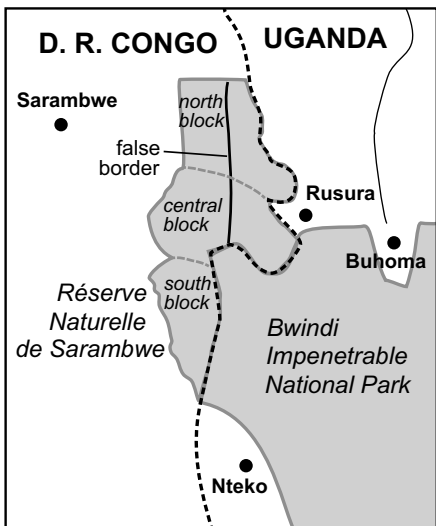 D. R. CONGO
UGANDA
Sarambwe
north
block
false
border
Rusura
central
block
Buhoma
south
block
Réserve
Naturelle
de Sarambwe
Bwindi
Impenetrable
National Park
Nteko